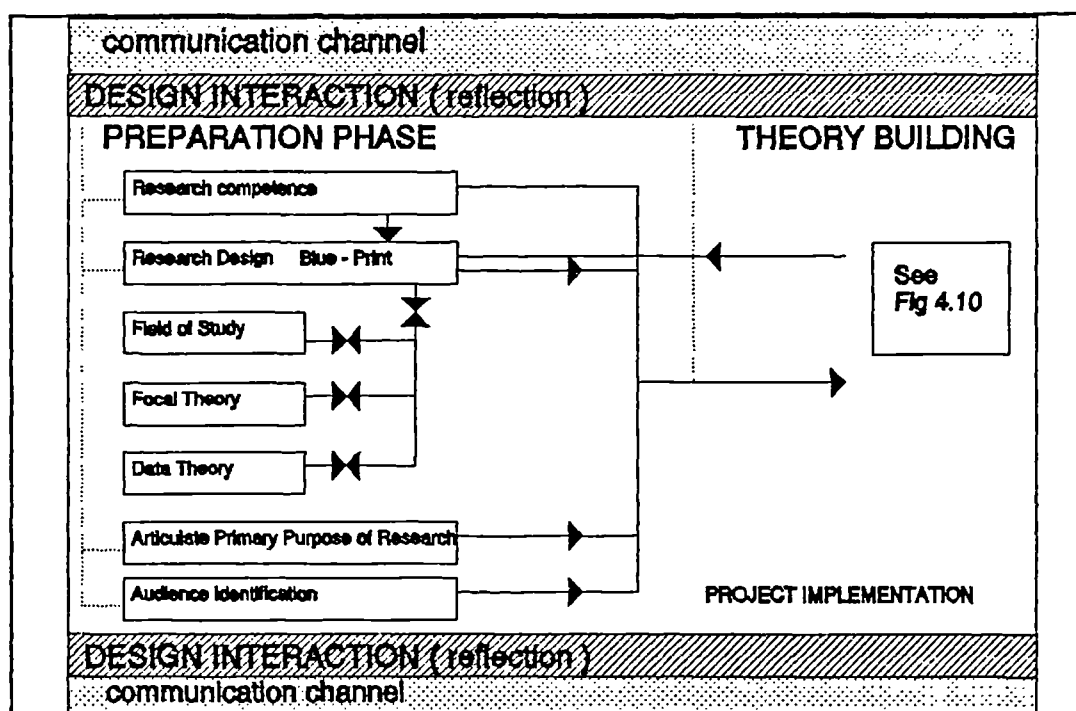 communication channel
DESIGN INTERACTION ( reflection )
PREPARATION PHASE
THEORY BUILDING
Research competence
Research Design Blue - Print
See
Fig 4.10
Field of Study
Focal Theory
Data Theory
Articulate Primary Purpose of Research
Audience Identification
PROJECT IMPLEMENTATION
DESIGN INTERACTION ( reflection )
communication channel